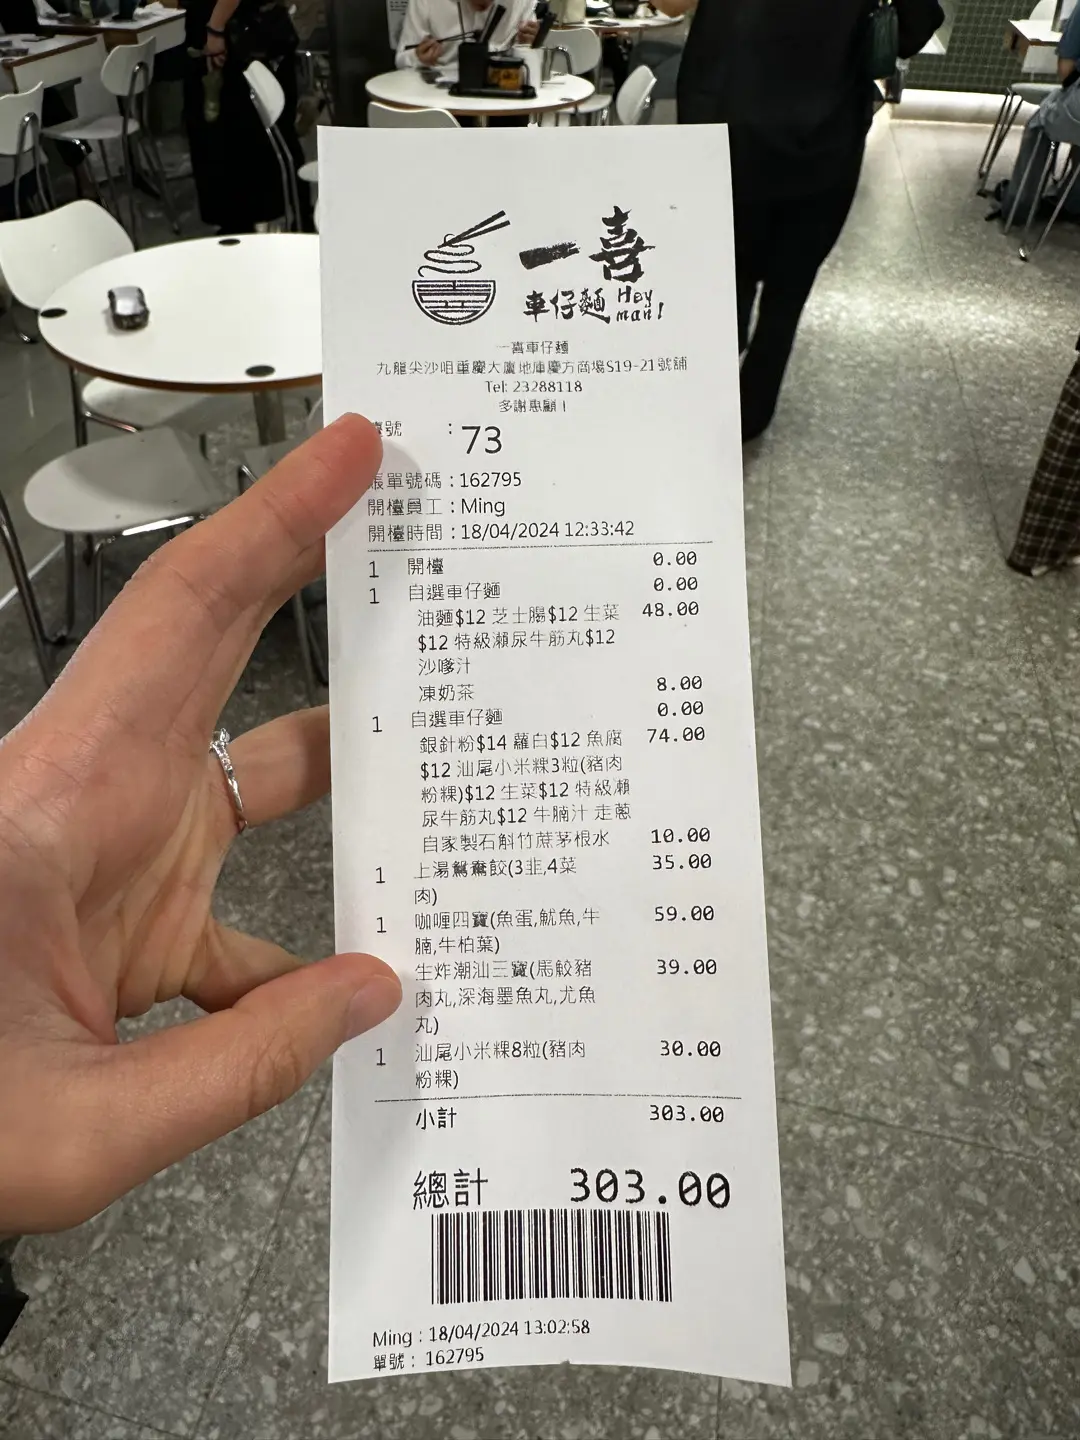 一喜
車仔麵 Hey man!
一喜車仔麵
九龍尖沙咀重慶大廈地庫慶方商場S19-21號舖
Tel: 23288118
多謝惠顧！
號 : 73
賬單號碼：162795
開檯員工：Ming
開檯時間：18/04/2024 12:33:42
1 開檯 0.00
1 自選車仔麵 0.00
油麵$12 芝士腸$12 生菜 48.00
$12 特級瀨尿牛筋丸$12
沙嗲汁
凍奶茶 8.00
1 自選車仔麵 0.00
銀針粉$14 蘿白$12 魚腐 74.00
$12 汕尾小米粿3粒(豬肉
粉粿)$12 生菜$12 特級瀨
尿牛筋丸$12 牛腩汁 走蔥
自家製石斛竹蔗茅根水 10.00
1 上湯鴛鴦餃(3韭,4菜 35.00
肉)
1 咖喱四寶(魚蛋,魷魚,牛 59.00
腩,牛柏葉)
生炸潮汕三寶(馬鮫豬 39.00
肉丸,深海墨魚丸,尤魚
丸)
1 汕尾小米粿8粒(豬肉 30.00
粉粿)
小計 303.00
總計 303.00
Ming : 18/04/2024 13:02:58
單號： 162795